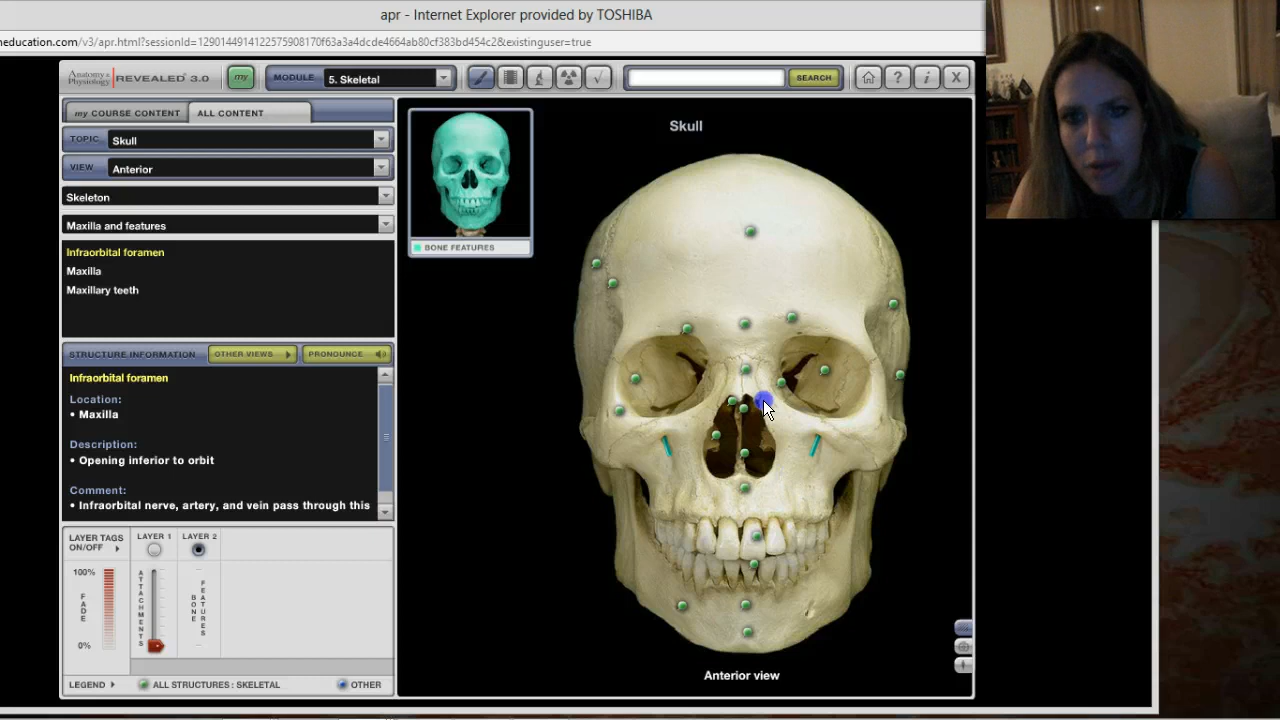 apr - Internet Explorer provided by TOSHIBA
neducation.com/v3/apr.html?sessionId=1290144914122575908170f63a3a4dcde4664ab80cf383bd454c2&existinguser=true
Anatomy & Physiology REVEALED 3.0
my
MODULE
5. Skeletal
SEARCH
? i X
my COURSE CONTENT
ALL CONTENT
TOPIC
Skull
VIEW
Anterior
Skeleton
Maxilla and features
Infraorbital foramen
Maxilla
Maxillary teeth
STRUCTURE INFORMATION
OTHER VIEWS
PRONOUNCE
Infraorbital foramen
Location:
• Maxilla
Description:
• Opening inferior to orbit
Comment:
• Infraorbital nerve, artery, and vein pass through this
LAYER TAGS
ON/OFF
LAYER 1
LAYER 2
100%
FADE
0%
ATTACHMENTS
BONE
FEATURES
LEGEND
ALL STRUCTURES : SKELETAL
OTHER
BONE FEATURES
Skull
Anterior view